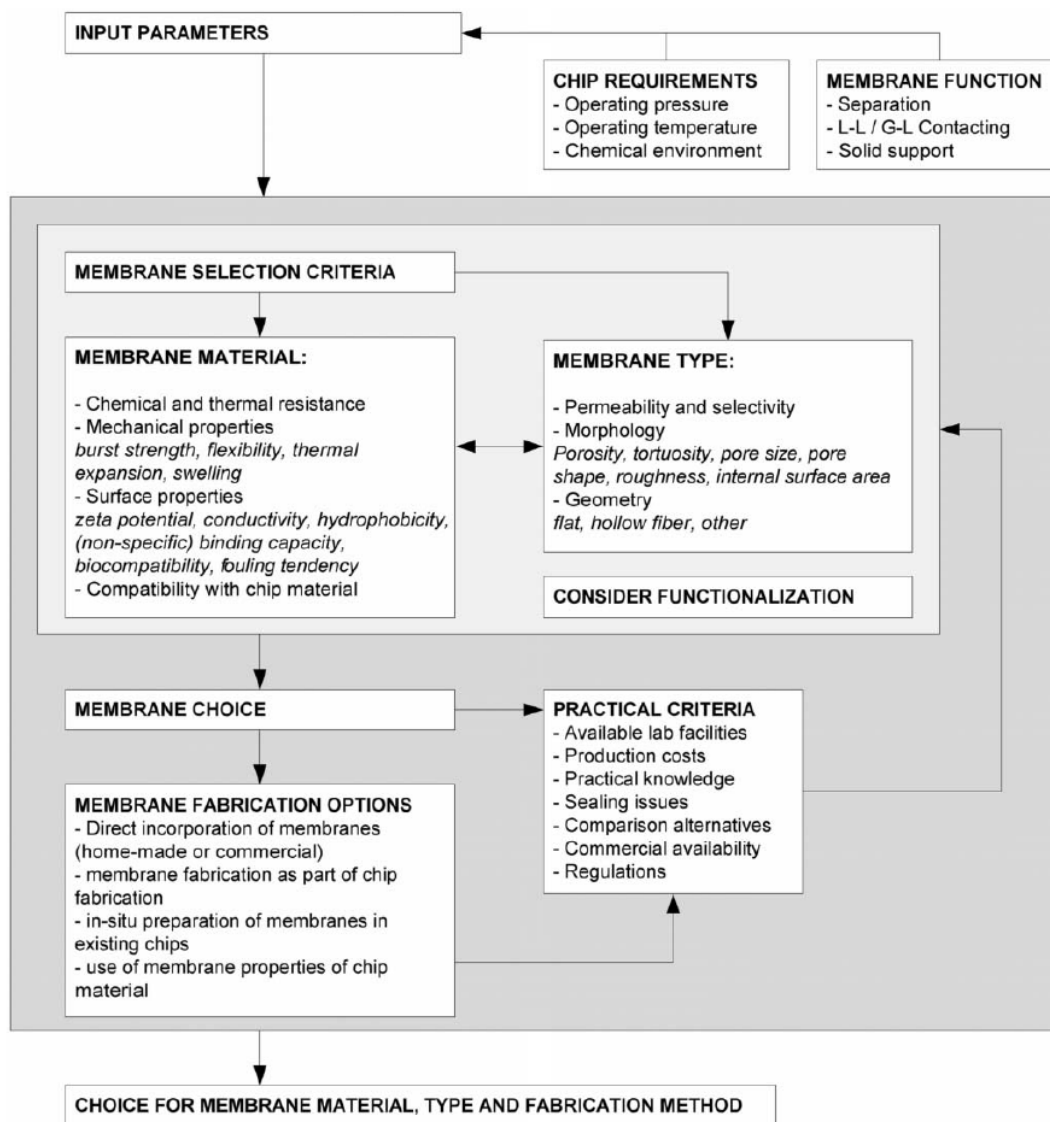 INPUT PARAMETERS
CHIP REQUIREMENTS
- Operating pressure
- Operating temperature
- Chemical environment
MEMBRANE FUNCTION
- Separation
- L-L / G-L Contacting
- Solid support
MEMBRANE SELECTION CRITERIA
MEMBRANE MATERIAL:
- Chemical and thermal resistance
- Mechanical properties
burst strength, flexibility, thermal
expansion, swelling
- Surface properties
zeta potential, conductivity, hydrophobicity,
(non-specific) binding capacity,
biocompatibility, fouling tendency
- Compatibility with chip material
MEMBRANE TYPE:
- Permeability and selectivity
- Morphology
Porosity, tortuosity, pore size, pore
shape, roughness, internal surface area
- Geometry
flat, hollow fiber, other
CONSIDER FUNCTIONALIZATION
MEMBRANE CHOICE
PRACTICAL CRITERIA
- Available lab facilities
- Production costs
- Practical knowledge
- Sealing issues
- Comparison alternatives
- Commercial availability
- Regulations
MEMBRANE FABRICATION OPTIONS
- Direct incorporation of membranes
(home-made or commercial)
- membrane fabrication as part of chip
fabrication
- in-situ preparation of membranes in
existing chips
- use of membrane properties of chip
material
CHOICE FOR MEMBRANE MATERIAL, TYPE AND FABRICATION METHOD